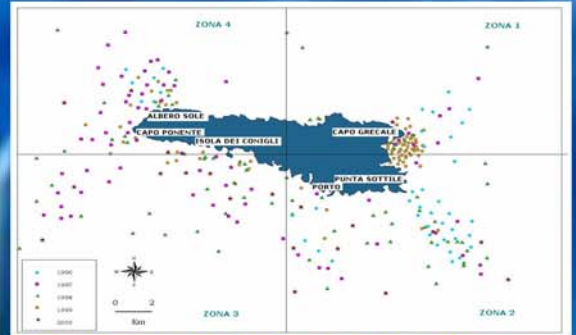 ZONA 4
ZONA 1
ALBERO SOLE
CAPO PONENTE
CAPO GRECALE
ISOLA DEI CONIGLI
PUNTA SOTTILE
PORTO
1996
1997
1998
1999
2000
0 2
Km
ZONA 3
ZONA 2